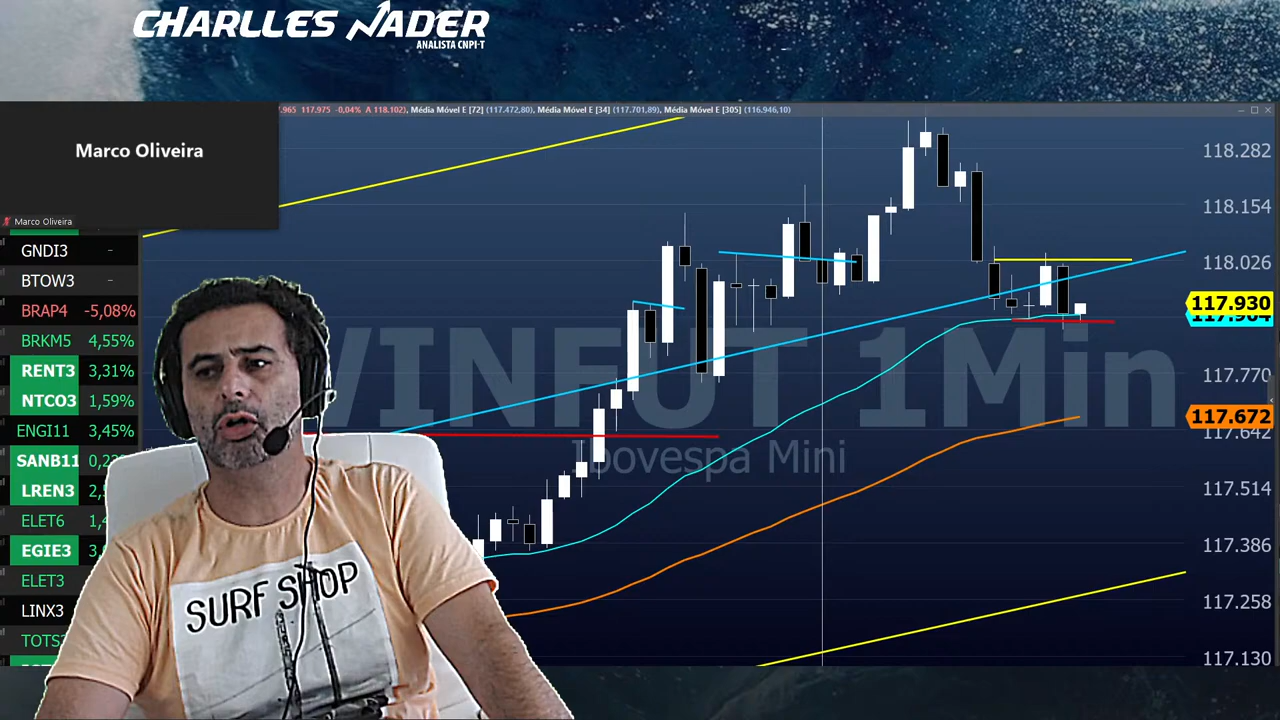 CHARLLES NADER
ANALISTA CNPI-T
.965 117.975 -0,04% A 118.102), Média Móvel E [72] (117.472,80), Média Móvel E [34] (117.701,89), Média Móvel E [305] (116.946,10)
Marco Oliveira
Marco Oliveira
GNDI3 -
BTOW3 -
BRAP4 -5,08%
BRKM5 4,55%
RENT3 3,31%
NTCO3 1,59%
ENGI11 3,45%
SANB11
LREN3
ELET6
EGIE3
ELET3
LINX3
TOTS3
118.282
118.154
118.026
117.930
117.770
117.672
117.642
117.514
117.386
117.258
117.130
WINFUT 1Min
Ibovespa Mini
SURF SHOP